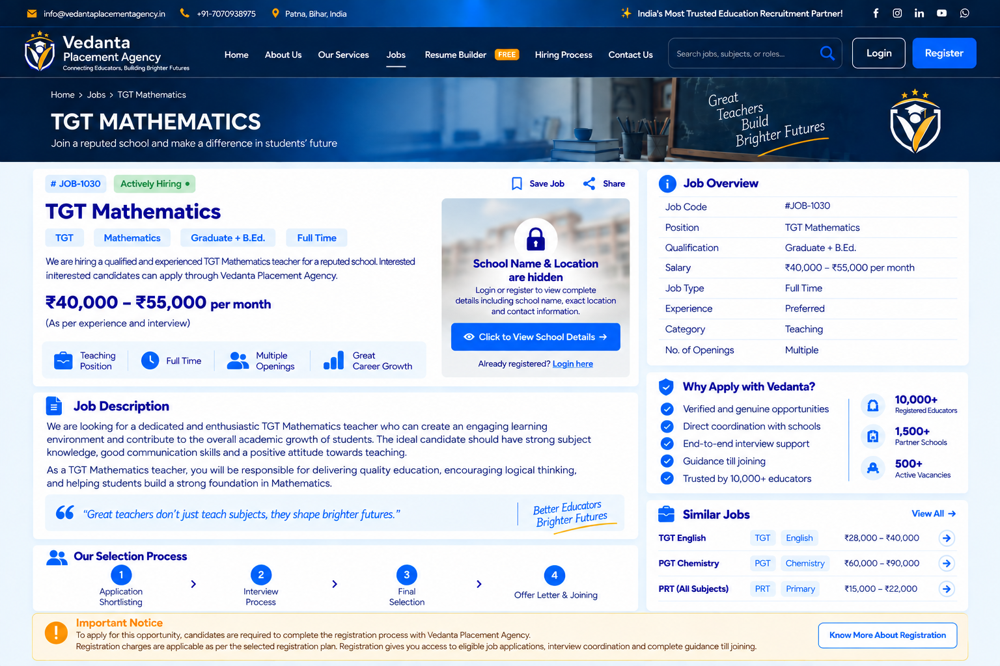 info@vedantaplacementagency.in
+91-7070938975
Patna, Bihar, India
India's Most Trusted Education Recruitment Partner!
Vedanta
Placement Agency
Connecting Educators, Building Brighter Futures
Home
About Us
Our Services
Jobs
Resume Builder FREE
Hiring Process
Contact Us
Search jobs, subjects, or roles...
Login
Register
Home > Jobs > TGT Mathematics
TGT MATHEMATICS
Join a reputed school and make a difference in students' future
Great
Teachers
Build
Brighter Futures
# JOB-1030
Actively Hiring
Save Job
Share
TGT Mathematics
TGT
Mathematics
Graduate + B.Ed.
Full Time
We are hiring a qualified and experienced TGT Mathematics teacher for a reputed school. Interested
interested candidates can apply through Vedanta Placement Agency.
₹40,000 – ₹55,000 per month
(As per experience and interview)
Teaching
Position
Full Time
Multiple
Openings
Great
Career Growth
School Name & Location
are hidden
Login or register to view complete
details including school name, exact location
and contact information.
Click to View School Details →
Already registered? Login here
Job Overview
Job Code #JOB-1030
Position TGT Mathematics
Qualification Graduate + B.Ed.
Salary ₹40,000 – ₹55,000 per month
Job Type Full Time
Experience Preferred
Category Teaching
No. of Openings Multiple
Job Description
We are looking for a dedicated and enthusiastic TGT Mathematics teacher who can create an engaging learning
environment and contribute to the overall academic growth of students. The ideal candidate should have strong subject
knowledge, good communication skills and a positive attitude towards teaching.
As a TGT Mathematics teacher, you will be responsible for delivering quality education, encouraging logical thinking,
and helping students build a strong foundation in Mathematics.
"Great teachers don't just teach subjects, they shape brighter futures."
Better Educators
Brighter Futures
Why Apply with Vedanta?
Verified and genuine opportunities
Direct coordination with schools
End-to-end interview support
Guidance till joining
Trusted by 10,000+ educators
10,000+
Registered Educators
1,500+
Partner Schools
500+
Active Vacancies
Our Selection Process
1
Application
Shortlisting
2
Interview
Process
3
Final
Selection
4
Offer Letter & Joining
Similar Jobs
View All →
TGT English TGT English ₹28,000 – ₹40,000
PGT Chemistry PGT Chemistry ₹60,000 – ₹90,000
PRT (All Subjects) PRT Primary ₹15,000 – ₹22,000
Important Notice
To apply for this opportunity, candidates are required to complete the registration process with Vedanta Placement Agency.
Registration charges are applicable as per the selected registration plan. Registration gives you access to eligible job applications, interview coordination and complete guidance till joining.
Know More About Registration